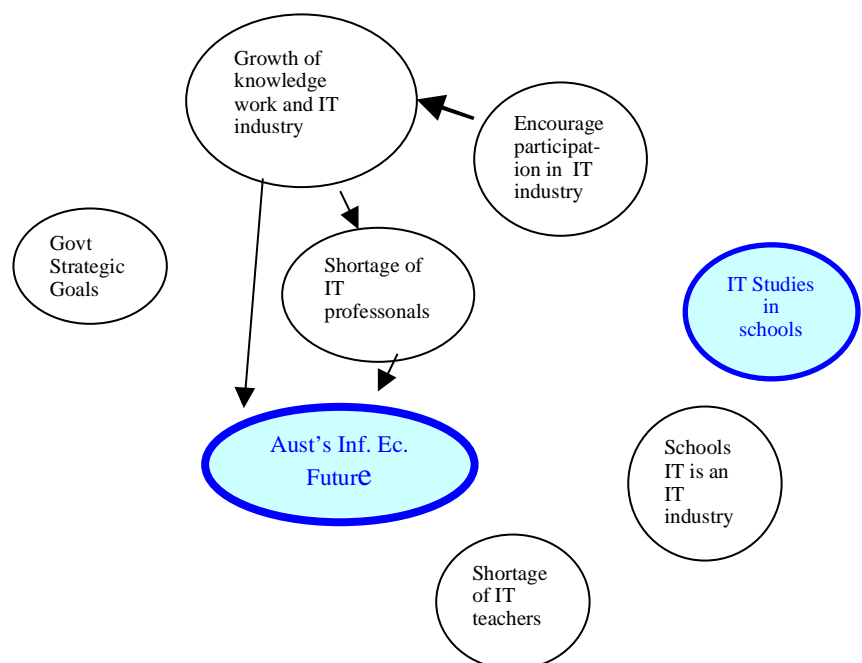 Growth of
knowledge
work and IT
industry
Encourage
participat-
ion in IT
industry
Govt
Strategic
Goals
Shortage of
IT
professonals
IT Studies
in
schools
Aust's Inf. Ec.
Future
Schools
IT is an
IT
industry
Shortage
of IT
teachers